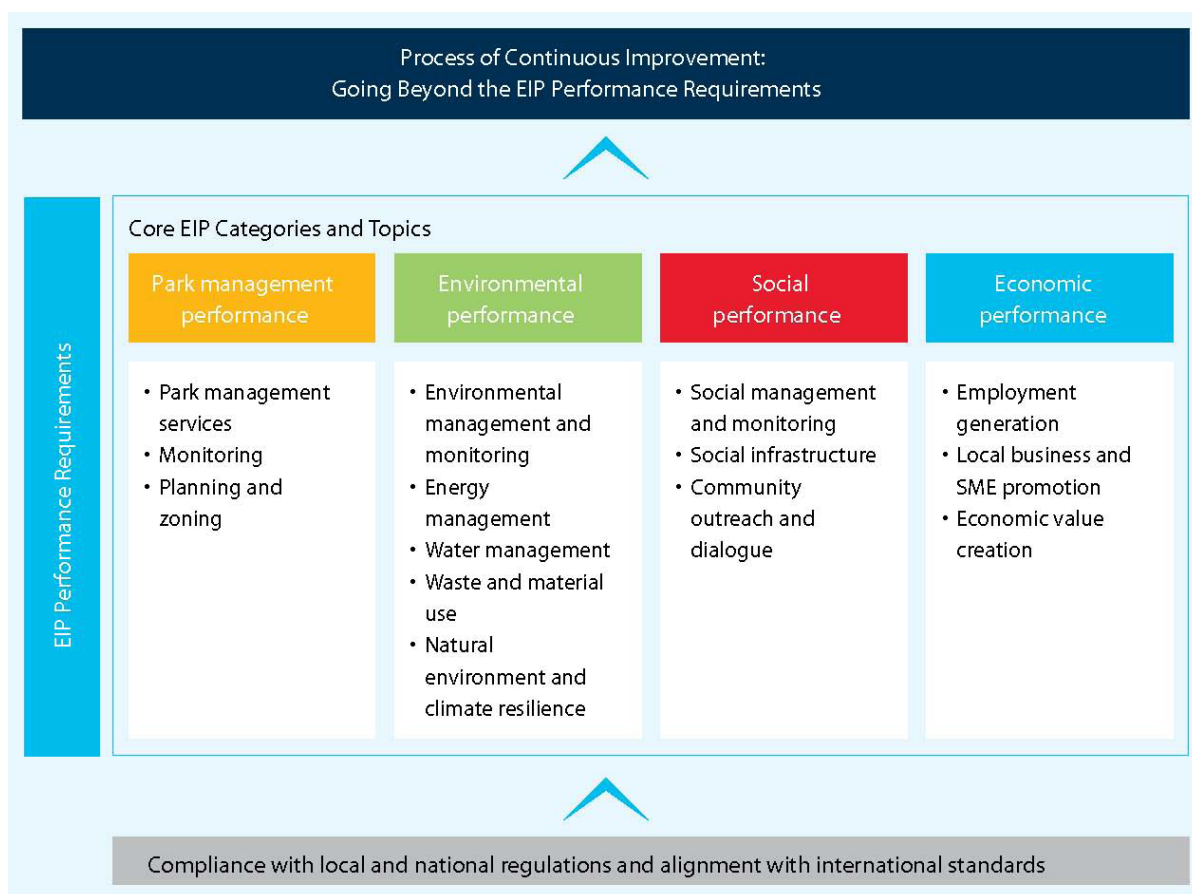 Process of Continuous Improvement:
Going Beyond the EIP Performance Requirements
EIP Performance Requirements
Core EIP Categories and Topics
Park management
performance
• Park management
services
• Monitoring
• Planning and
zoning
Environmental
performance
• Environmental
management and
monitoring
• Energy
management
• Water management
• Waste and material
use
• Natural
environment and
climate resilience
Social
performance
• Social management
and monitoring
• Social infrastructure
• Community
outreach and
dialogue
Economic
performance
• Employment
generation
• Local business and
SME promotion
• Economic value
creation
Compliance with local and national regulations and alignment with international standards